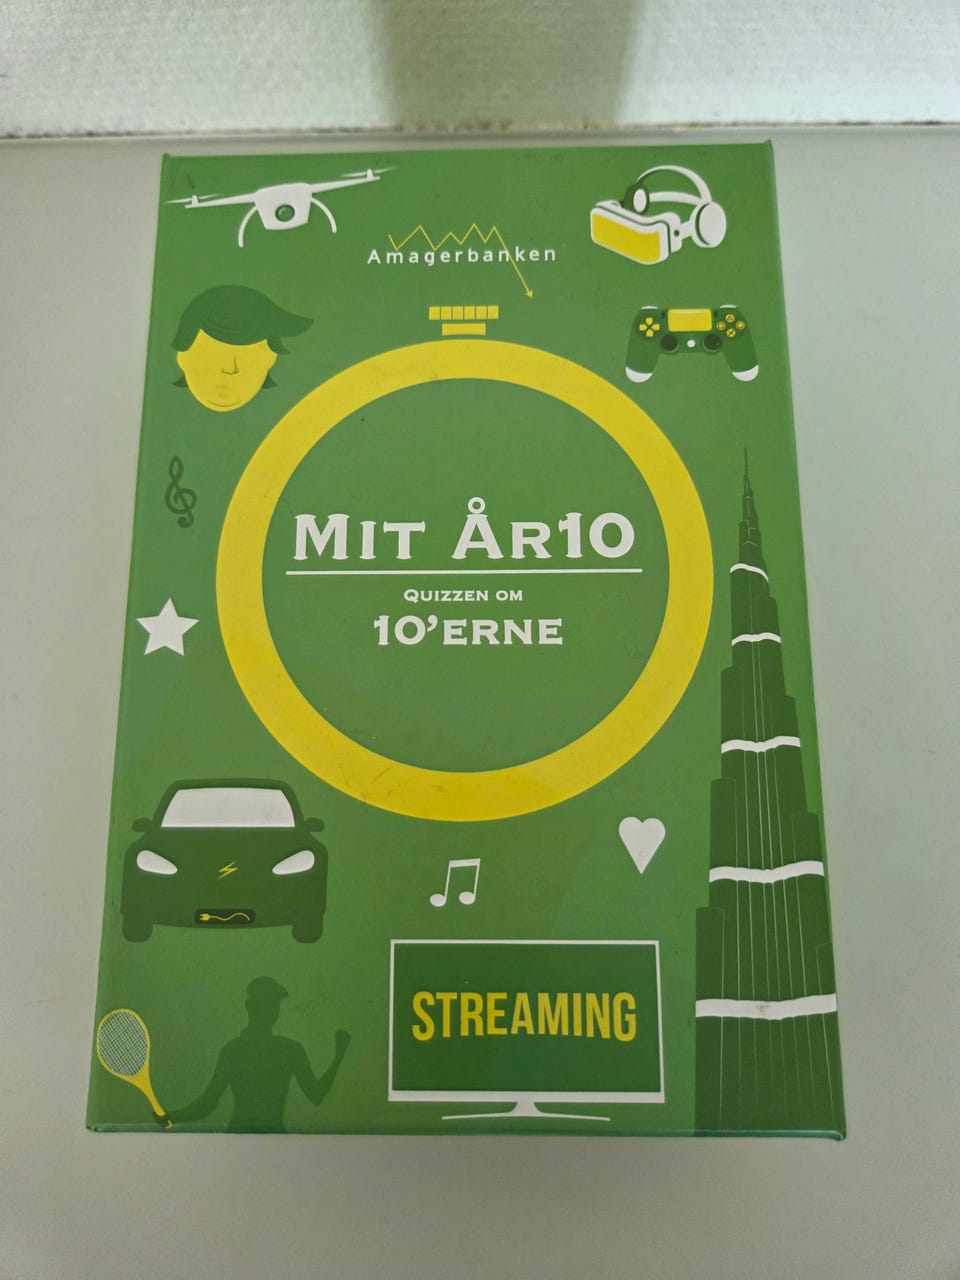 Amagerbanken
MIT ÅR10
QUIZZEN OM
10'ERNE
STREAMING